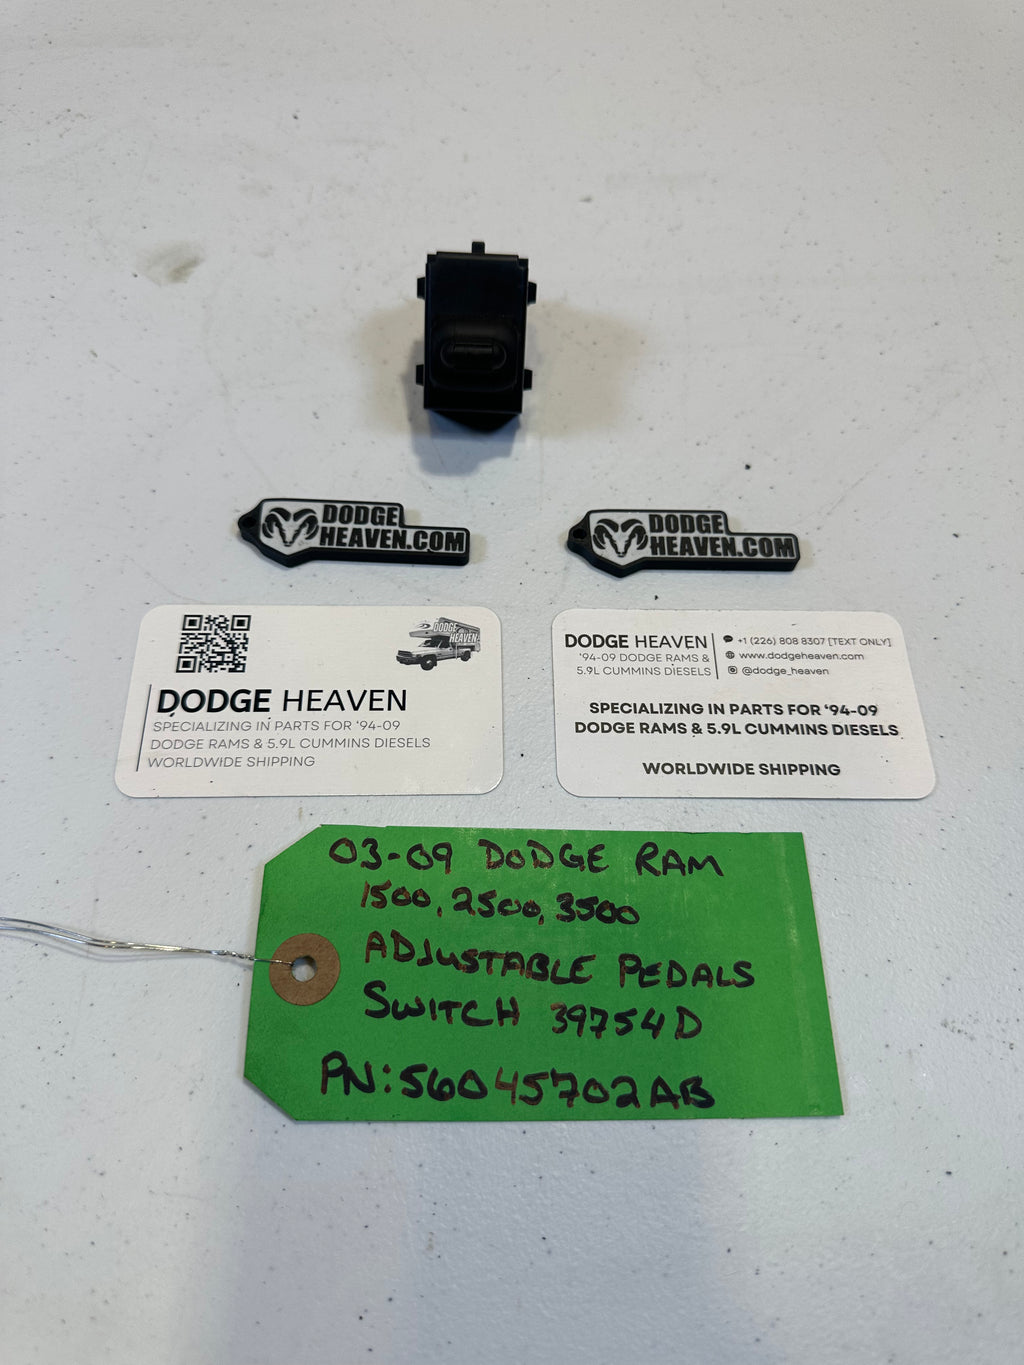 DODGE
HEAVEN.COM
DODGE
HEAVEN.COM
DODGE
HEAVEN
DODGE HEAVEN
SPECIALIZING IN PARTS FOR '94-09
DODGE RAMS & 5.9L CUMMINS DIESELS
WORLDWIDE SHIPPING
DODGE HEAVEN
'94-09 DODGE RAMS &
5.9L CUMMINS DIESELS
+1 (226) 808 8307 [TEXT ONLY]
www.dodgeheaven.com
@dodge_heaven
SPECIALIZING IN PARTS FOR '94-09
DODGE RAMS & 5.9L CUMMINS DIESELS
WORLDWIDE SHIPPING
03-09 DODGE RAM
1500, 2500, 3500
ADJUSTABLE PEDALS
SWITCH 39754D
PN: 56045702AB